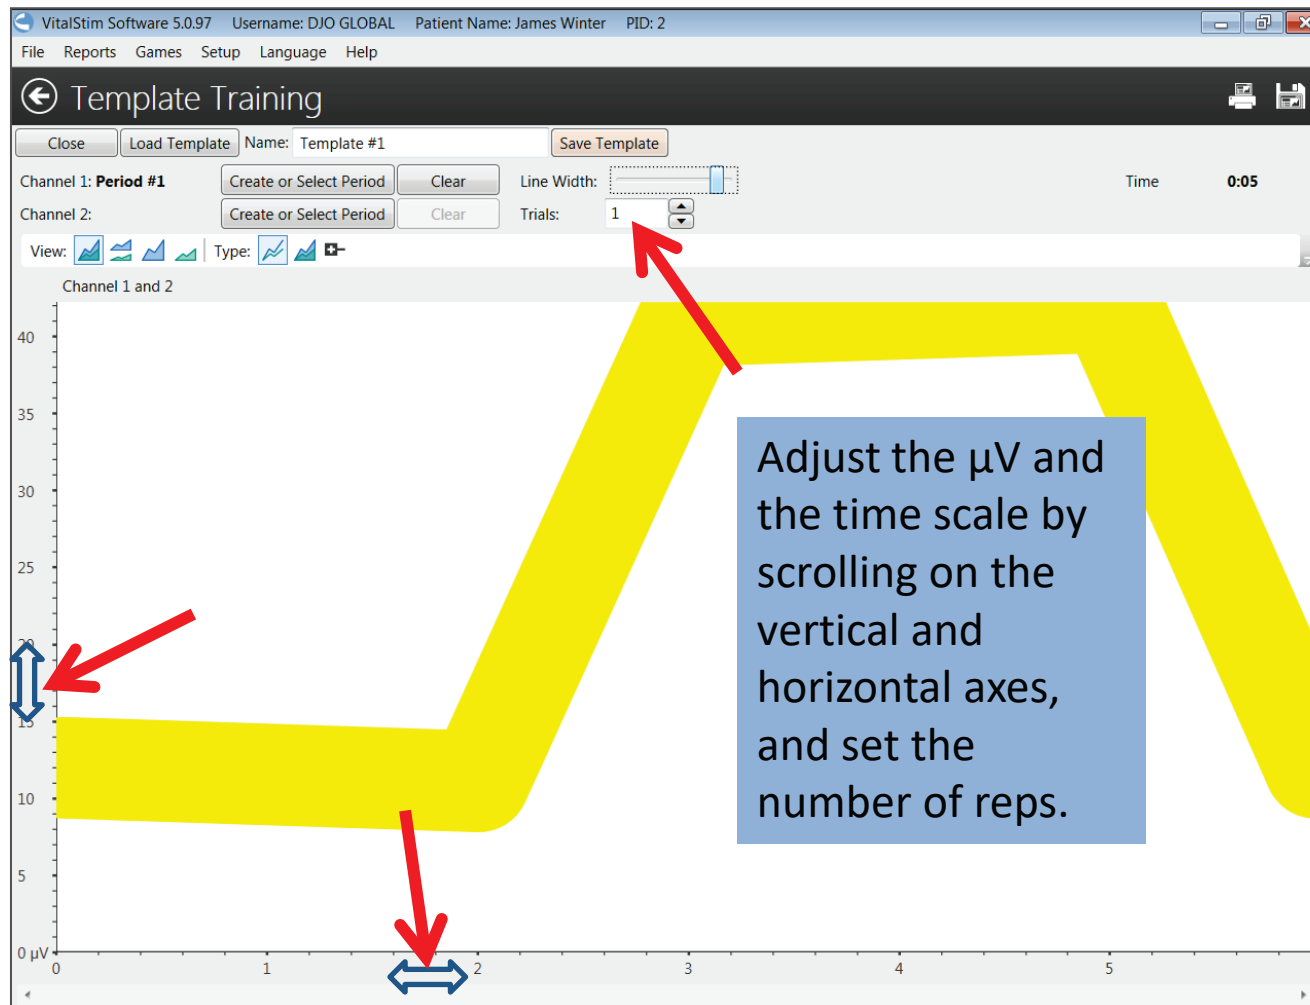 VitalStim Software 5.0.97 Username: DJO GLOBAL Patient Name: James Winter PID: 2
File Reports Games Setup Language Help
Template Training
Close Load Template Name: Template #1 Save Template
Channel 1: Period #1 Create or Select Period Clear Line Width: Time 0:05
Channel 2: Create or Select Period Clear Trials: 1
View: Type:
Channel 1 and 2
40
35
30
25
20
15
10
5
0 µV
0 1 2 3 4 5
Adjust the µV and
the time scale by
scrolling on the
vertical and
horizontal axes,
and set the
number of reps.